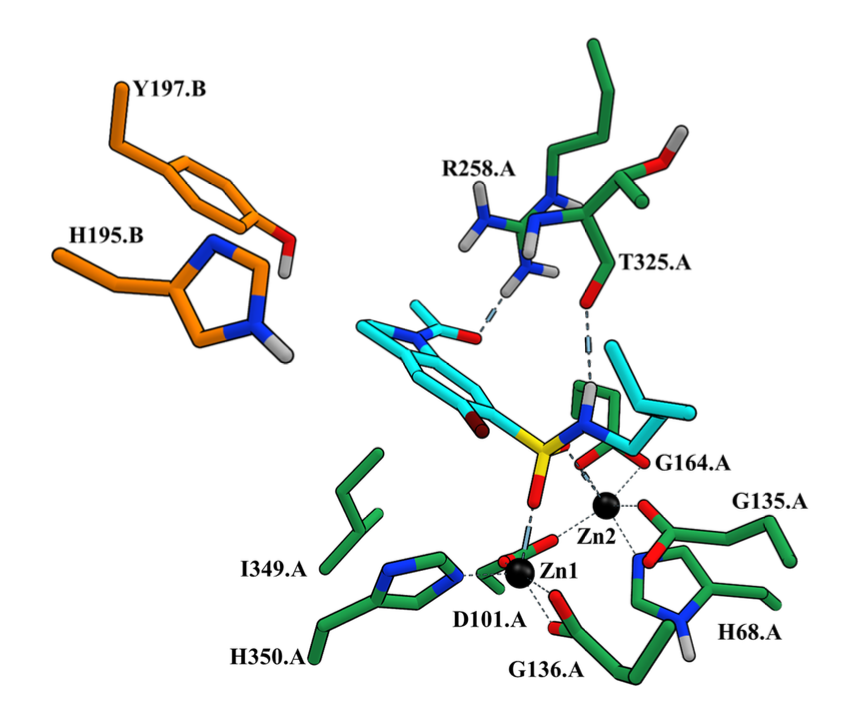 Y197.B
R258.A
H195.B
T325.A
G164.A
G135.A
Zn2
I349.A
Zn1
D101.A
H68.A
H350.A
G136.A